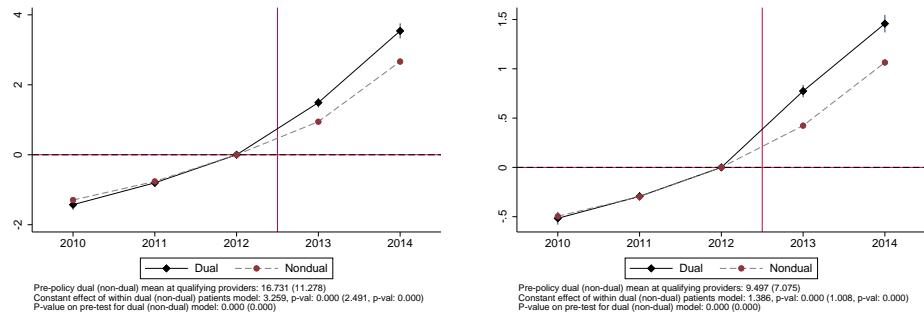 4
2
0
-2
2010 2011 2012 2013 2014
Dual Nondual
Pre-policy dual (non-dual) mean at qualifying providers: 16.731 (11.278)
Constant effect of within dual (non-dual) patients model: 3.259, p-val: 0.000 (2.491, p-val: 0.000)
P-value on pre-test for dual (non-dual) model: 0.000 (0.000)
1.5
1
.5
0
-.5
2010 2011 2012 2013 2014
Dual Nondual
Pre-policy dual (non-dual) mean at qualifying providers: 9.497 (7.075)
Constant effect of within dual (non-dual) patients model: 1.386, p-val: 0.000 (1.008, p-val: 0.000)
P-value on pre-test for dual (non-dual) model: 0.000 (0.000)